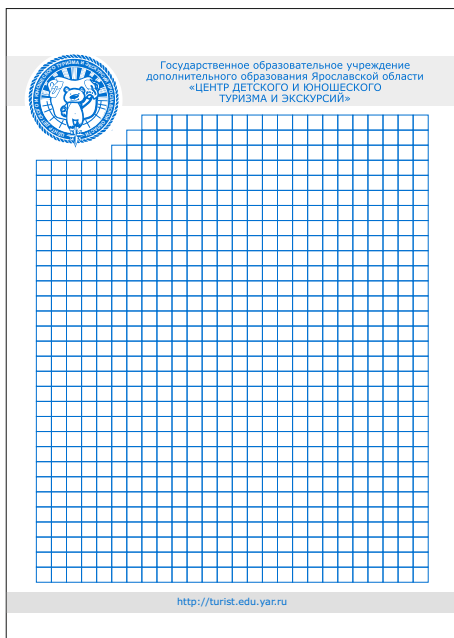 Государственное образовательное учреждение
дополнительного образования Ярославской области
«ЦЕНТР ДЕТСКОГО И ЮНОШЕСКОГО
ТУРИЗМА И ЭКСКУРСИЙ»
http://turist.edu.yar.ru